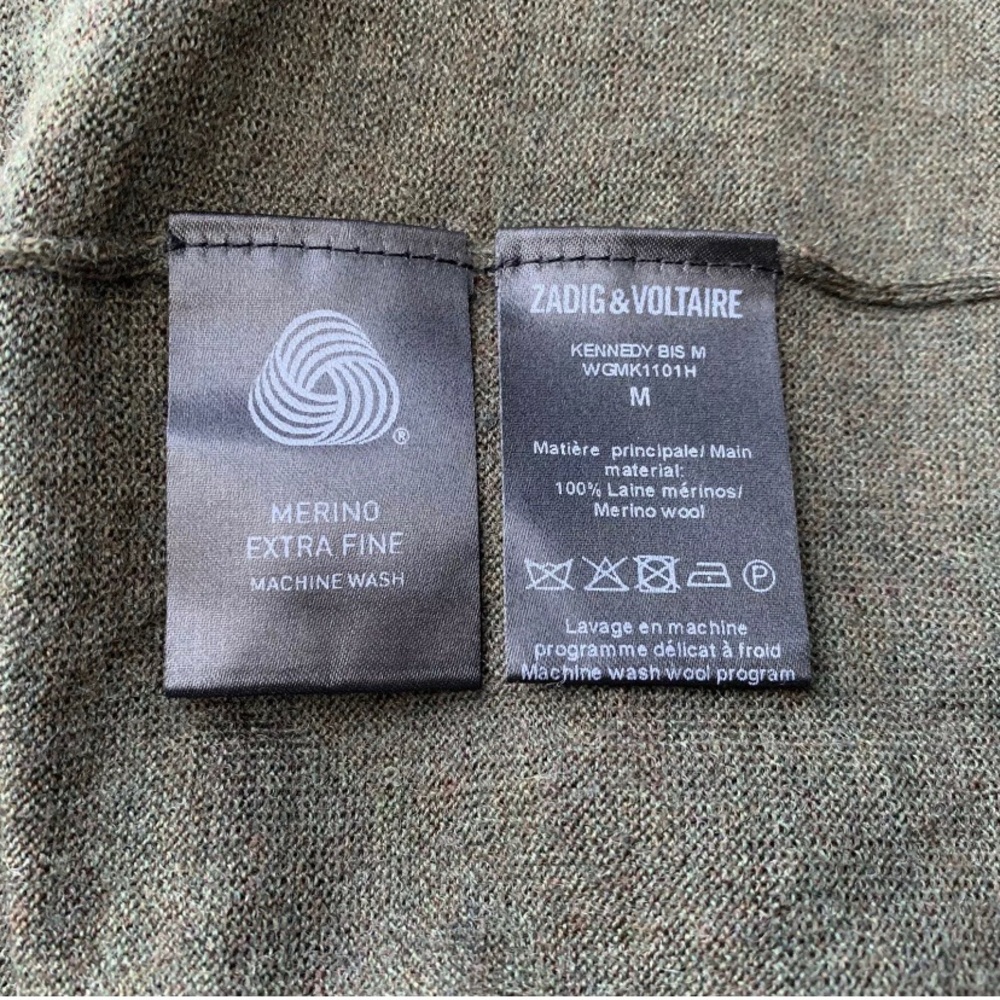 ®
MERINO
EXTRA FINE
MACHINE WASH
ZADIG & VOLTAIRE
KENNEDY BIS M
WGMK1101H
M
Matière principale/ Main
material:
100% Laine mérinos/
Merino wool
P
Lavage en machine
programme délicat à froid
Machine wash wool program